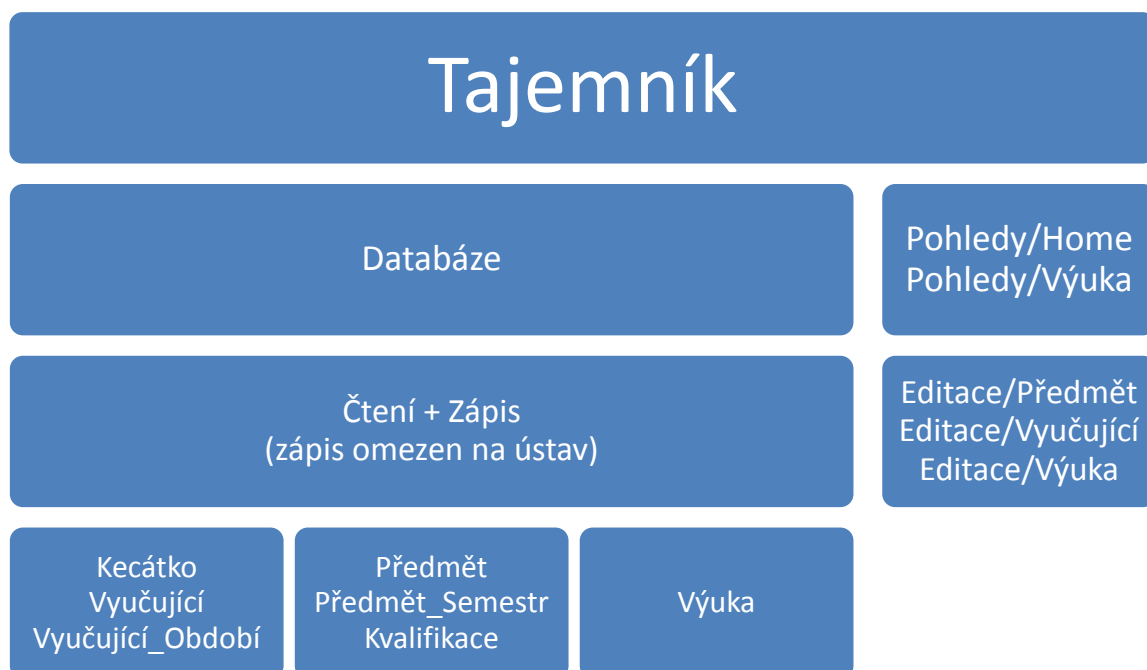 Tajemník
Databáze
Pohledy/Home
Pohledy/Výuka
Čtení + Zápis
(zápis omezen na ústav)
Editace/Předmět
Editace/Vyučující
Editace/Výuka
Kecátko
Vyučující
Vyučující_Období
Předmět
Předmět_Semestr
Kvalifikace
Výuka